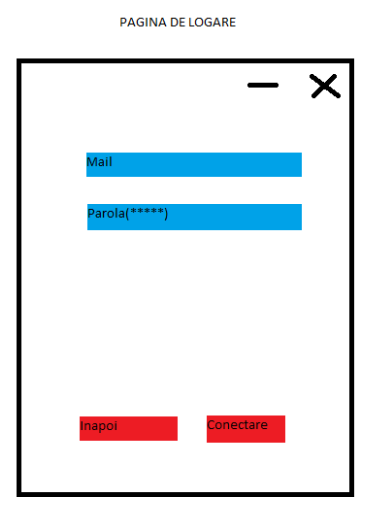 PAGINA DE LOGARE
Mail
Parola(*****)
Inapoi
Conectare